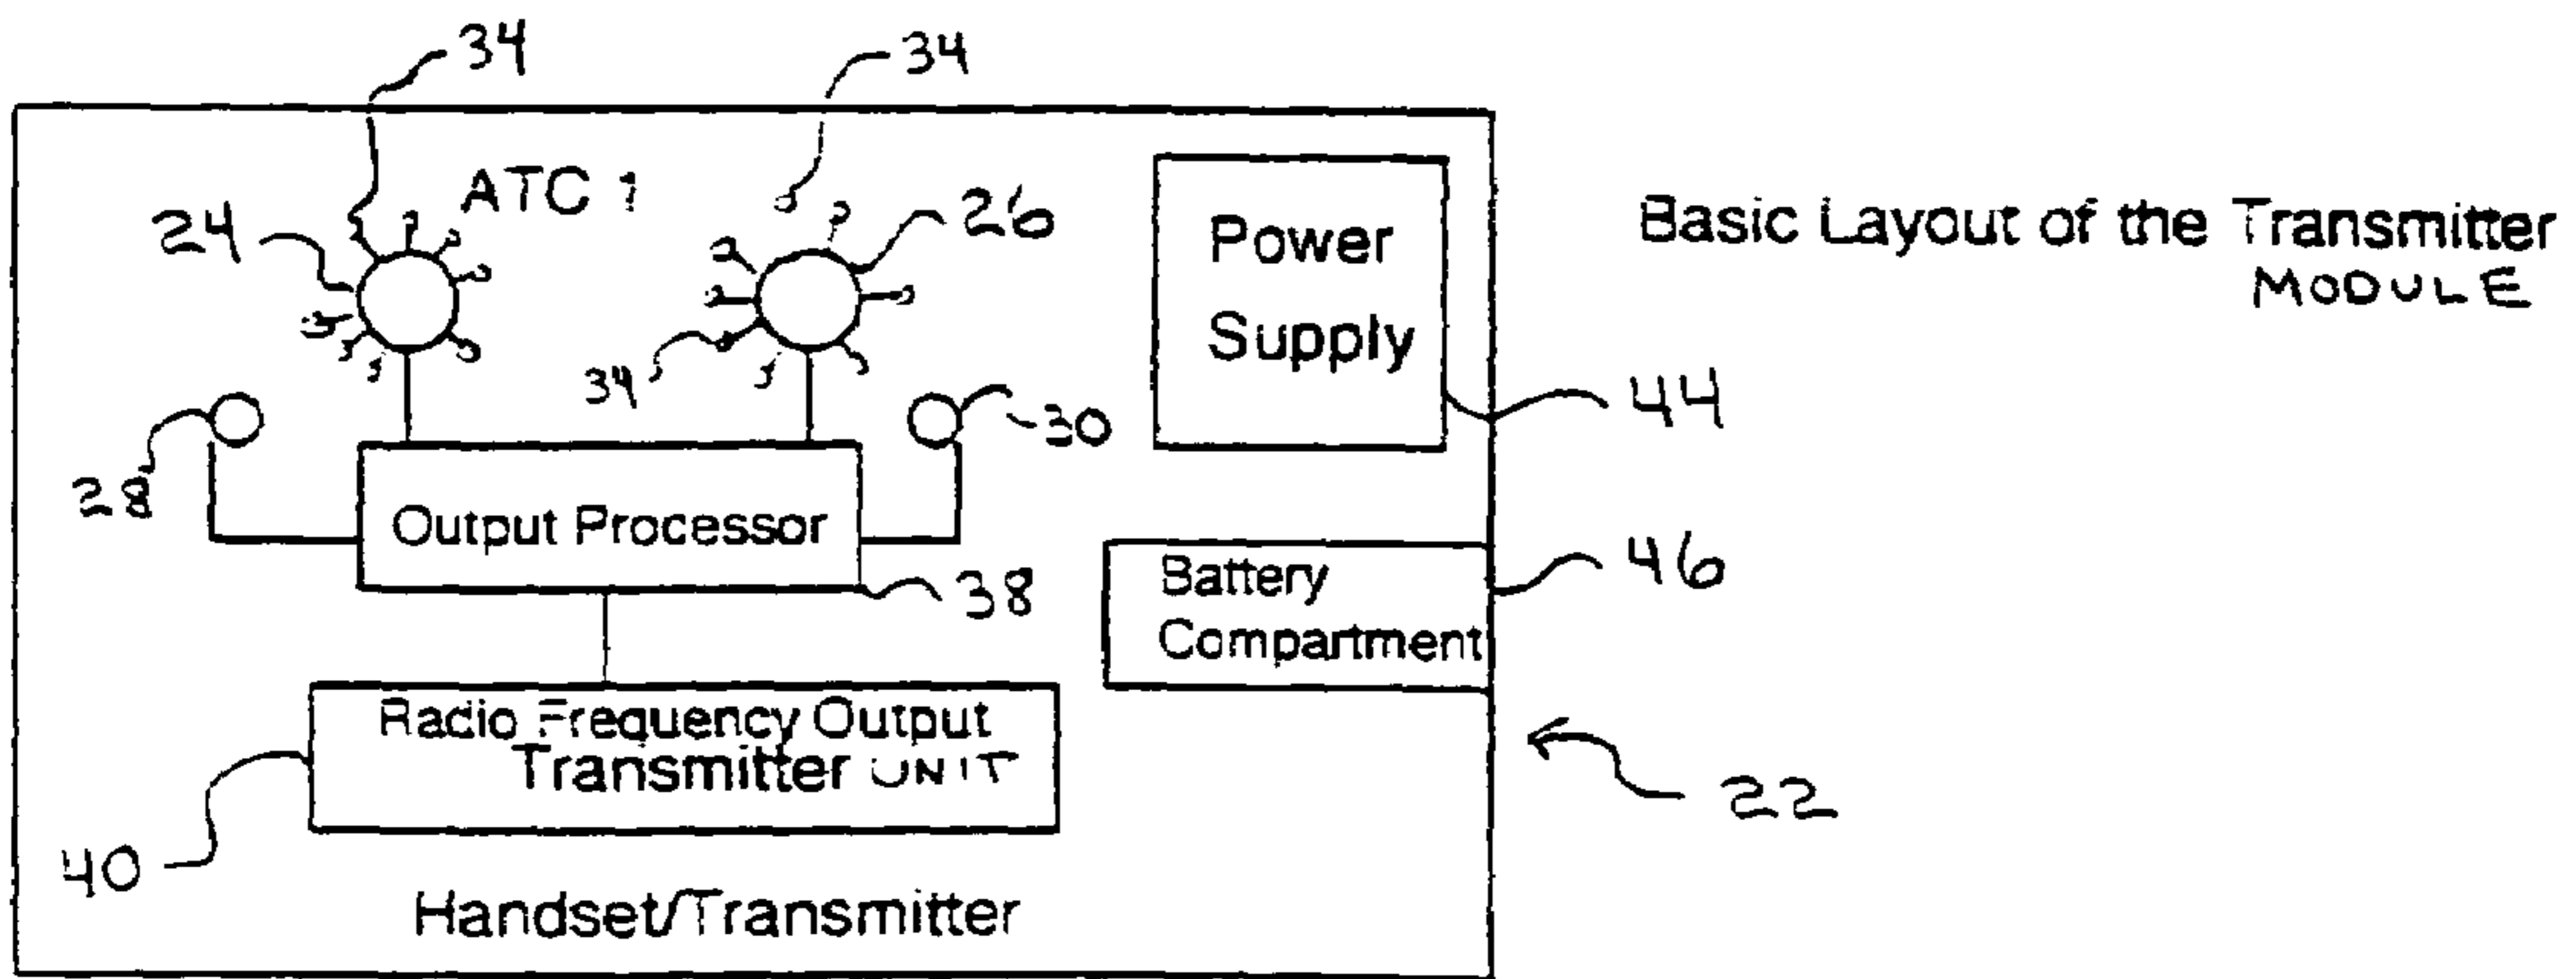 34
34
ATC 1
24
26
Power
Supply
Basic Layout of the Transmitter
MODULE
34
28
30
44
Output Processor
38
Battery
Compartment
46
Radio Frequency Output
Transmitter UNIT
40
22
Handset/Transmitter